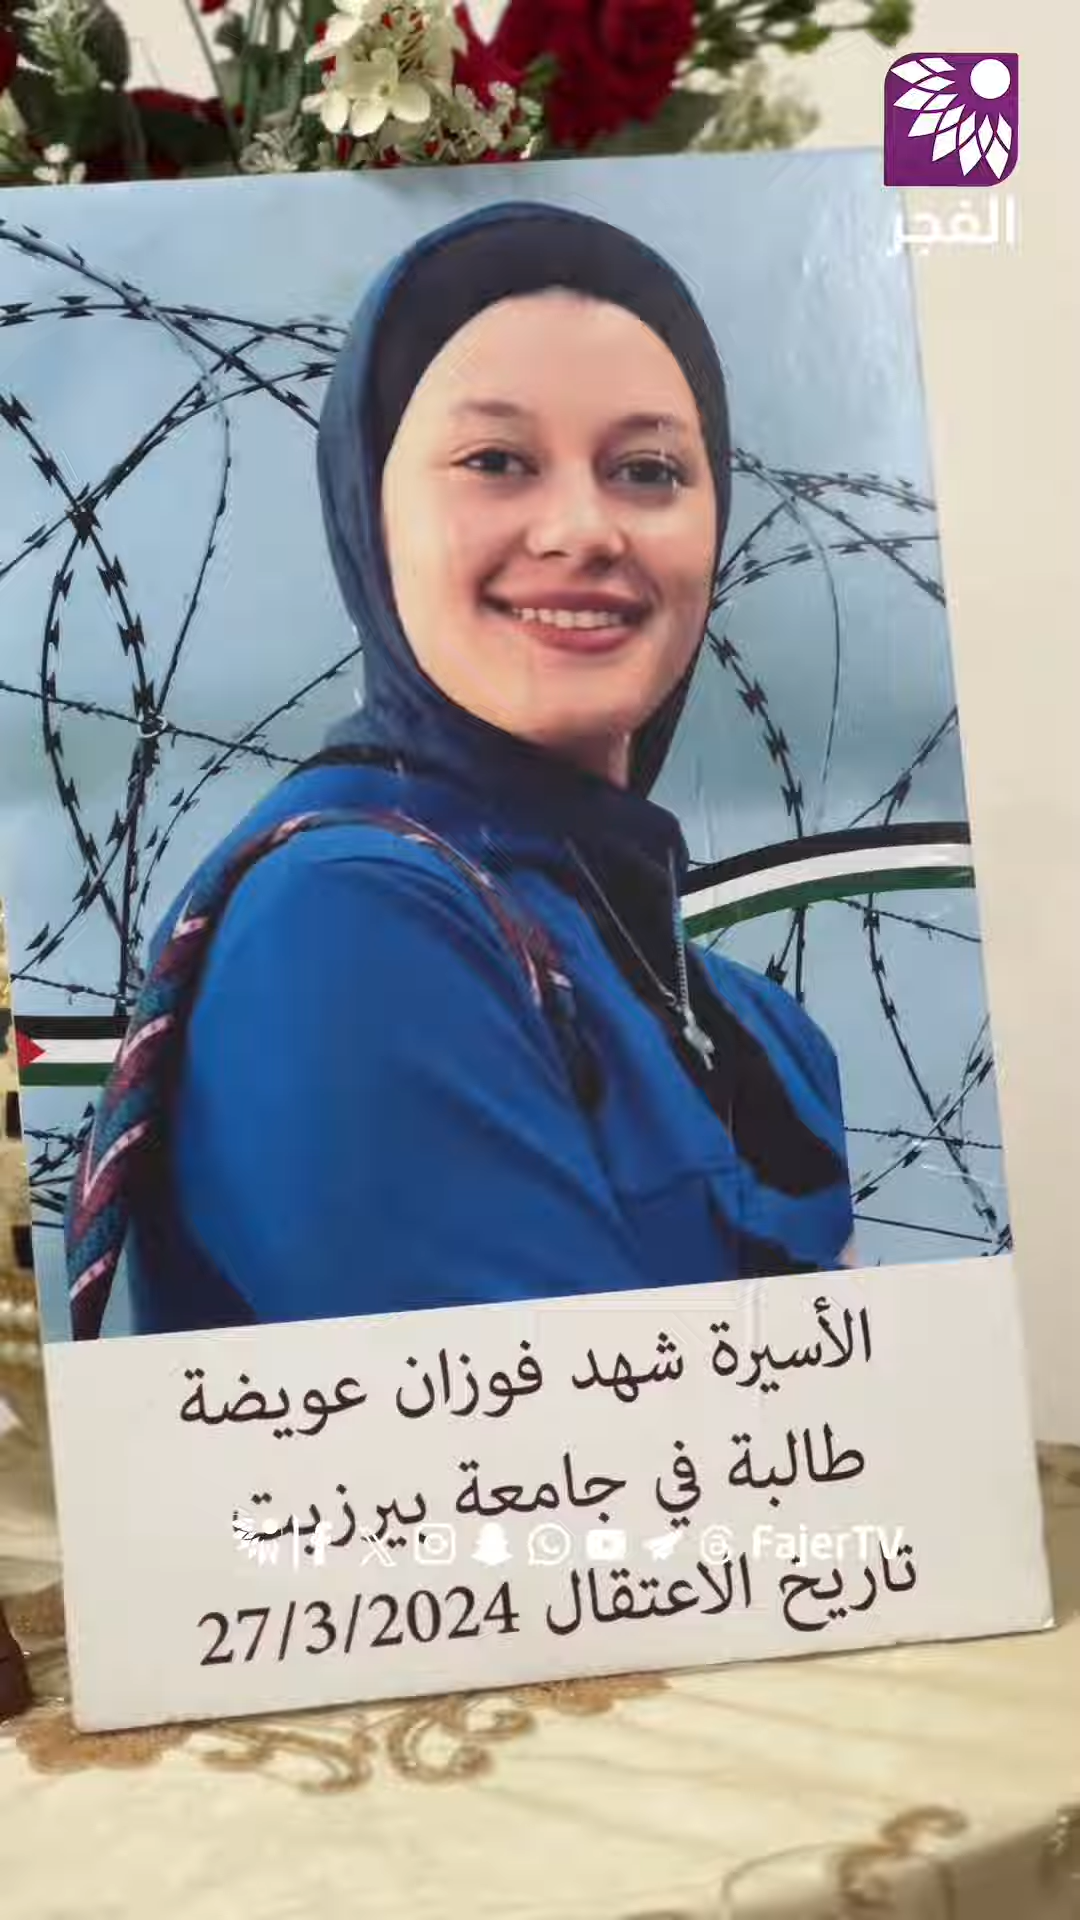 الفجر
الأسيرة شهد فوزان عويضة
طالبة في جامعة بيرزيت
FajerTV
تاريخ الاعتقال 27/3/2024